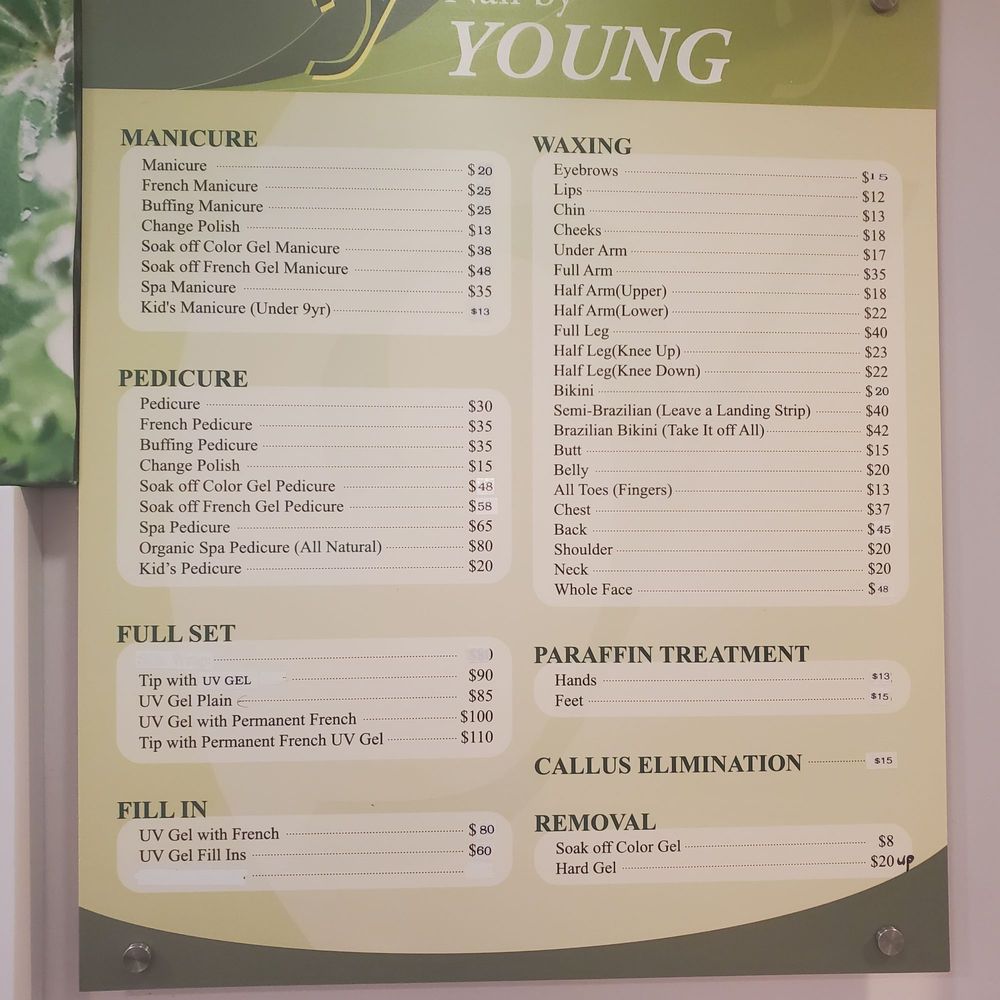 Nail by
YOUNG
MANICURE
Manicure $20
French Manicure $25
Buffing Manicure $25
Change Polish $13
Soak off Color Gel Manicure $38
Soak off French Gel Manicure $48
Spa Manicure $35
Kid's Manicure (Under 9yr) $13
PEDICURE
Pedicure $30
French Pedicure $35
Buffing Pedicure $35
Change Polish $15
Soak off Color Gel Pedicure $48
Soak off French Gel Pedicure $58
Spa Pedicure $65
Organic Spa Pedicure (All Natural) $80
Kid's Pedicure $20
FULL SET
Tip with UV GEL $90
UV Gel Plain $85
UV Gel with Permanent French $100
Tip with Permanent French UV Gel $110
FILL IN
UV Gel with French $80
UV Gel Fill Ins $60
WAXING
Eyebrows $15
Lips $12
Chin $13
Cheeks $18
Under Arm $17
Full Arm $35
Half Arm(Upper) $18
Half Arm(Lower) $22
Full Leg $40
Half Leg(Knee Up) $23
Half Leg(Knee Down) $22
Bikini $20
Semi-Brazilian (Leave a Landing Strip) $40
Brazilian Bikini (Take It off All) $42
Butt $15
Belly $20
All Toes (Fingers) $13
Chest $37
Back $45
Shoulder $20
Neck $20
Whole Face $48
PARAFFIN TREATMENT
Hands $13
Feet $15
CALLUS ELIMINATION $15
REMOVAL
Soak off Color Gel $8
Hard Gel $20 up